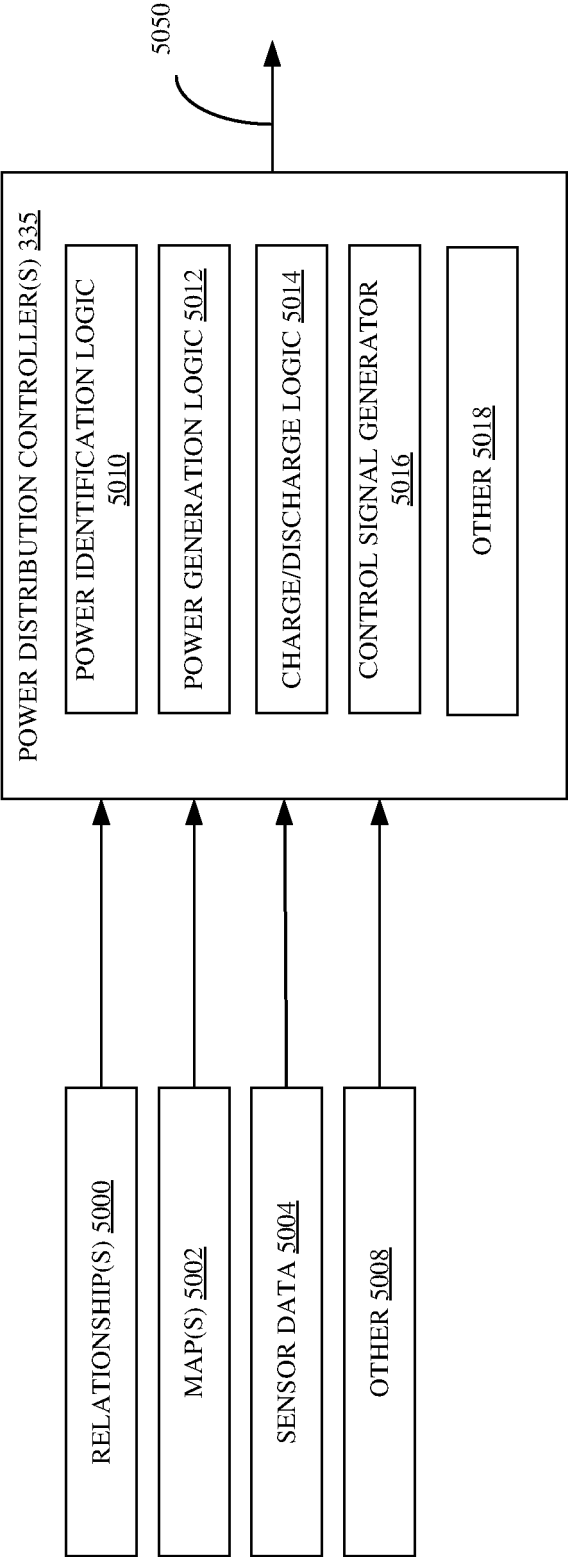 RELATIONSHIP(S) 5000
MAP(S) 5002
SENSOR DATA 5004
OTHER 5008
POWER DISTRIBUTION CONTROLLER(S) 335
POWER IDENTIFICATION LOGIC
5010
POWER GENERATION LOGIC 5012
CHARGE/DISCHARGE LOGIC 5014
CONTROL SIGNAL GENERATOR
5016
OTHER 5018
5050